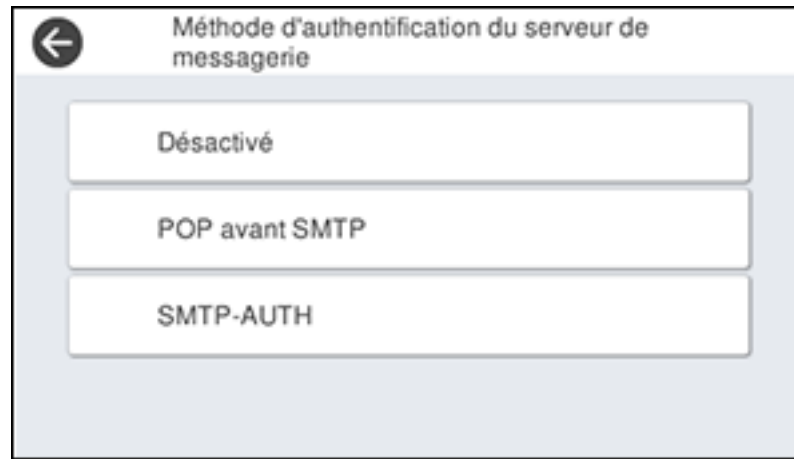 Méthode d'authentification du serveur de
messagerie
Désactivé
POP avant SMTP
SMTP-AUTH